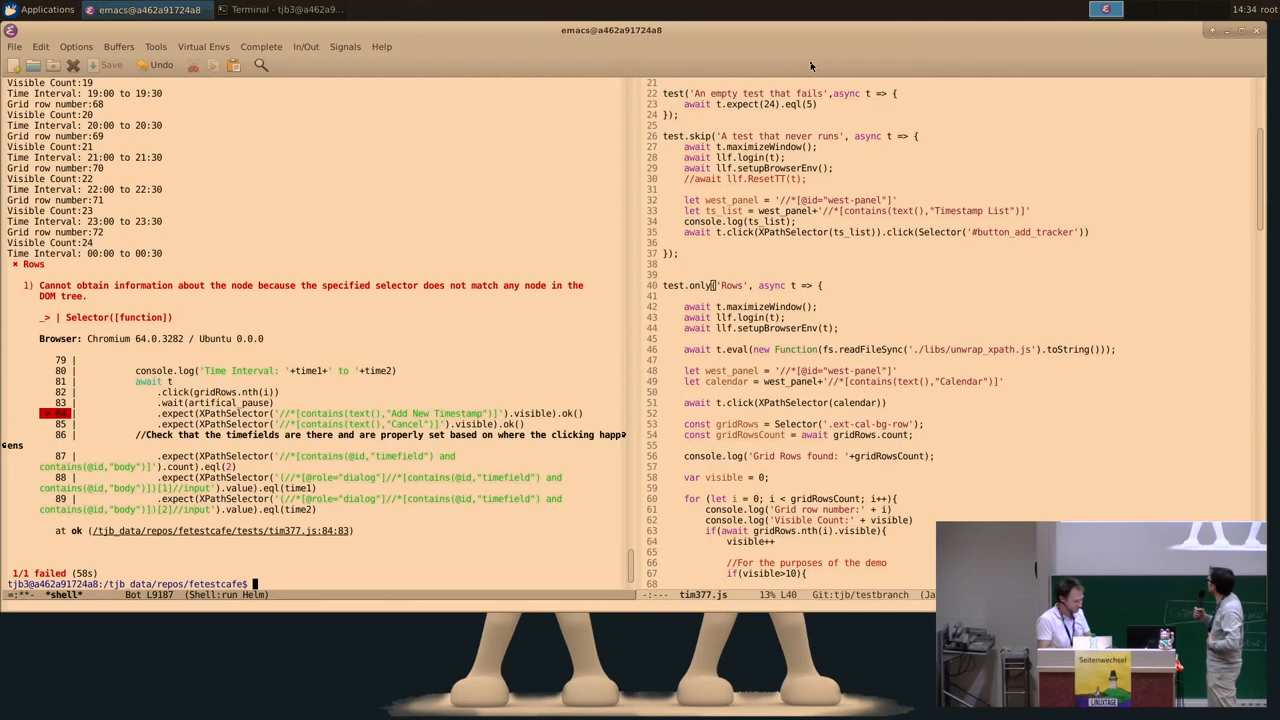 Applications
emacs@a462a91724a8
Terminal - tjb3@a462a9...
14:34 root
emacs@a462a91724a8
File Edit Options Buffers Tools Virtual Envs Complete In/Out Signals Help
Save Undo
Visible Count:19
Time Interval: 19:00 to 19:30
Grid row number:68
Visible Count:20
Time Interval: 20:00 to 20:30
Grid row number:69
Visible Count:21
Time Interval: 21:00 to 21:30
Grid row number:70
Visible Count:22
Time Interval: 22:00 to 22:30
Grid row number:71
Visible Count:23
Time Interval: 23:00 to 23:30
Grid row number:72
Visible Count:24
Time Interval: 00:00 to 00:30
✖ Rows
1) Cannot obtain information about the node because the specified selector does not match any node in the
DOM tree.
_> | Selector([function])
Browser: Chromium 64.0.3282 / Ubuntu 0.0.0
79 |
80 | console.log('Time Interval: '+time1+' to '+time2)
81 | await t
82 | .click(gridRows.nth(i))
83 | .wait(artifical_pause)
> 84 | .expect(XPathSelector('//*[contains(text(),"Add New Timestamp")]').visible).ok()
85 | .expect(XPathSelector('//*[contains(text(),"Cancel")]').visible).ok()
86 | //Check that the timefields are there and are properly set based on where the clicking happ
ens
87 | .expect(XPathSelector('//*[contains(@id,"timefield") and
contains(@id,"body")]').count).eql(2)
88 | .expect(XPathSelector('(//*[@role="dialog"]//*[contains(@id,"timefield") and
contains(@id,"body")])[1]//input').value).eql(time1)
89 | .expect(XPathSelector('(//*[@role="dialog"]//*[contains(@id,"timefield") and
contains(@id,"body")])[2]//input').value).eql(time2)
at ok (/tjb_data/repos/fetestcafe/tests/tim377.js:84:83)
1/1 failed (58s)
tjb3@a462a91724a8:/tjb_data/repos/fetestcafe$
=:**- *shell* Bot L9187 (Shell:run Helm)
21
22 test('An empty test that fails',async t => {
23 await t.expect(24).eql(5)
24 });
25
26 test.skip('A test that never runs', async t => {
27 await t.maximizeWindow();
28 await llf.login(t);
29 await llf.setupBrowserEnv();
30 //await llf.ResetTT(t);
31
32 let west_panel = '//*[@id="west-panel"]'
33 let ts_list = west_panel+'//*[contains(text(),"Timestamp List")]'
34 console.log(ts_list);
35 await t.click(XPathSelector(ts_list)).click(Selector('#button_add_tracker'))
36
37 });
38
39
40 test.only('Rows', async t => {
41
42 await t.maximizeWindow();
43 await llf.login(t);
44 await llf.setupBrowserEnv(t);
45
46 await t.eval(new Function(fs.readFileSync('./libs/unwrap_xpath.js').toString()));
47
48 let west_panel = '//*[@id="west-panel"]'
49 let calendar = west_panel+'//*[contains(text(),"Calendar")]'
50
51 await t.click(XPathSelector(calendar))
52
53 const gridRows = Selector('.ext-cal-bg-row');
54 const gridRowsCount = await gridRows.count;
55
56 console.log('Grid Rows found: '+gridRowsCount);
57
58 var visible = 0;
59
60 for (let i = 0; i < gridRowsCount; i++){
61 console.log('Grid row number:' + i)
62 console.log('Visible Count:' + visible)
63 if(await gridRows.nth(i).visible){
64 visible++
65
66 //For the purposes of the demo
67 if(visible>10){
68
-:--- tim377.js 13% L40 Git:tjb/testbranch (Ja
Seitenwechsel
LINUXTAGE